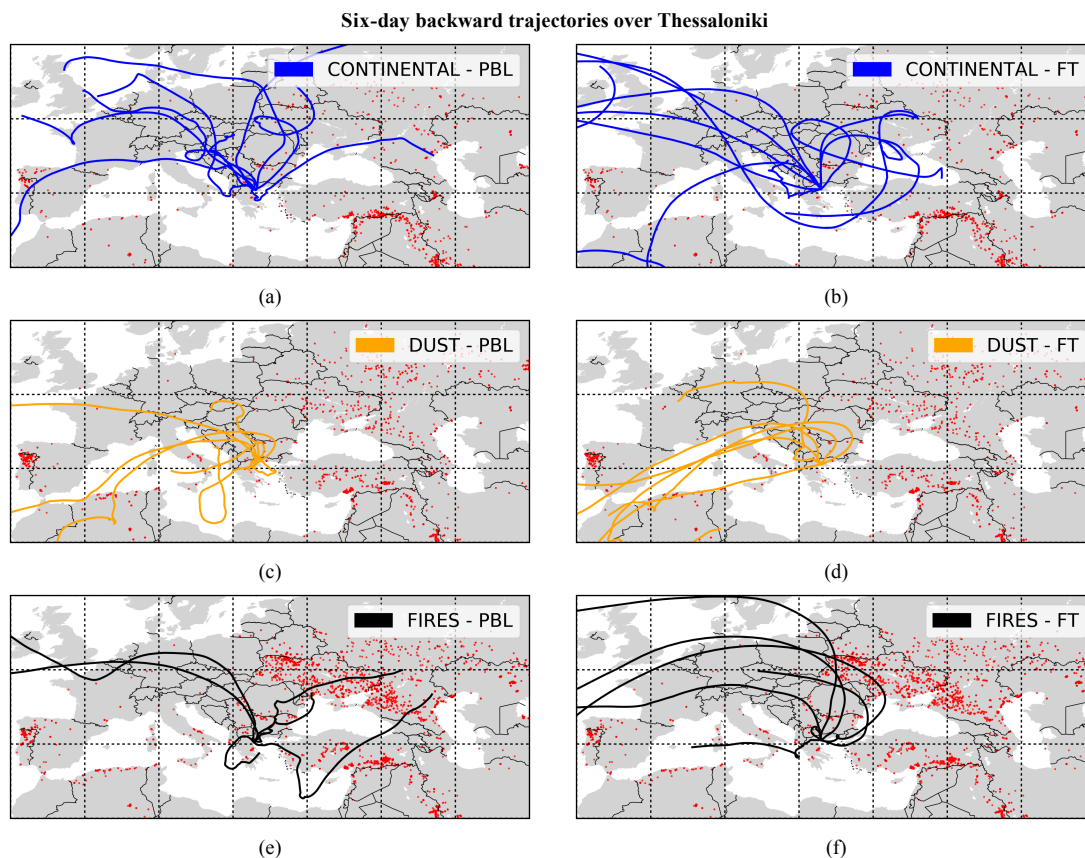 Six-day backward trajectories over Thessaloniki
CONTINENTAL - PBL
CONTINENTAL - FT
(a)
(b)
DUST - PBL
DUST - FT
(c)
(d)
FIRES - PBL
FIRES - FT
(e)
(f)